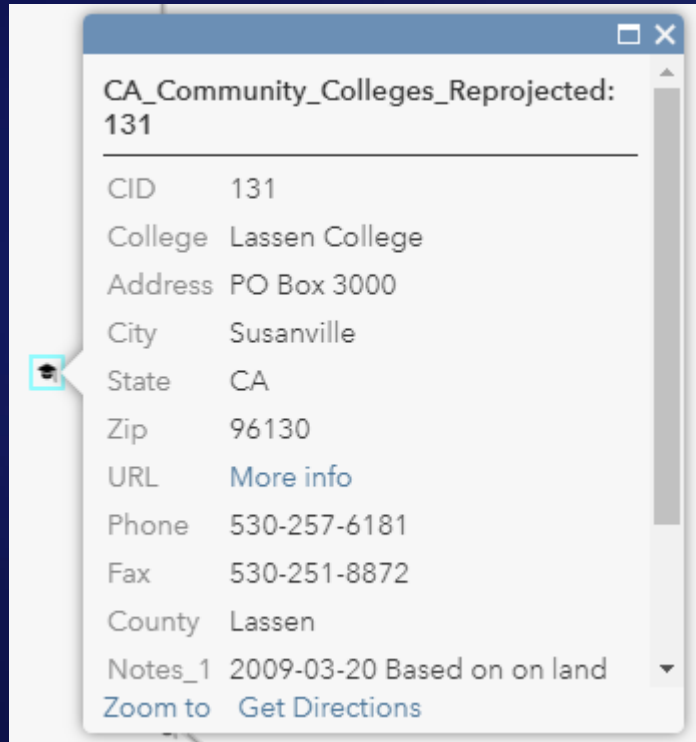 CA_Community_Colleges_Reprojected:
131
CID 131
College Lassen College
Address PO Box 3000
City Susanville
State CA
Zip 96130
URL More info
Phone 530-257-6181
Fax 530-251-8872
County Lassen
Notes_1 2009-03-20 Based on on land
Zoom to Get Directions